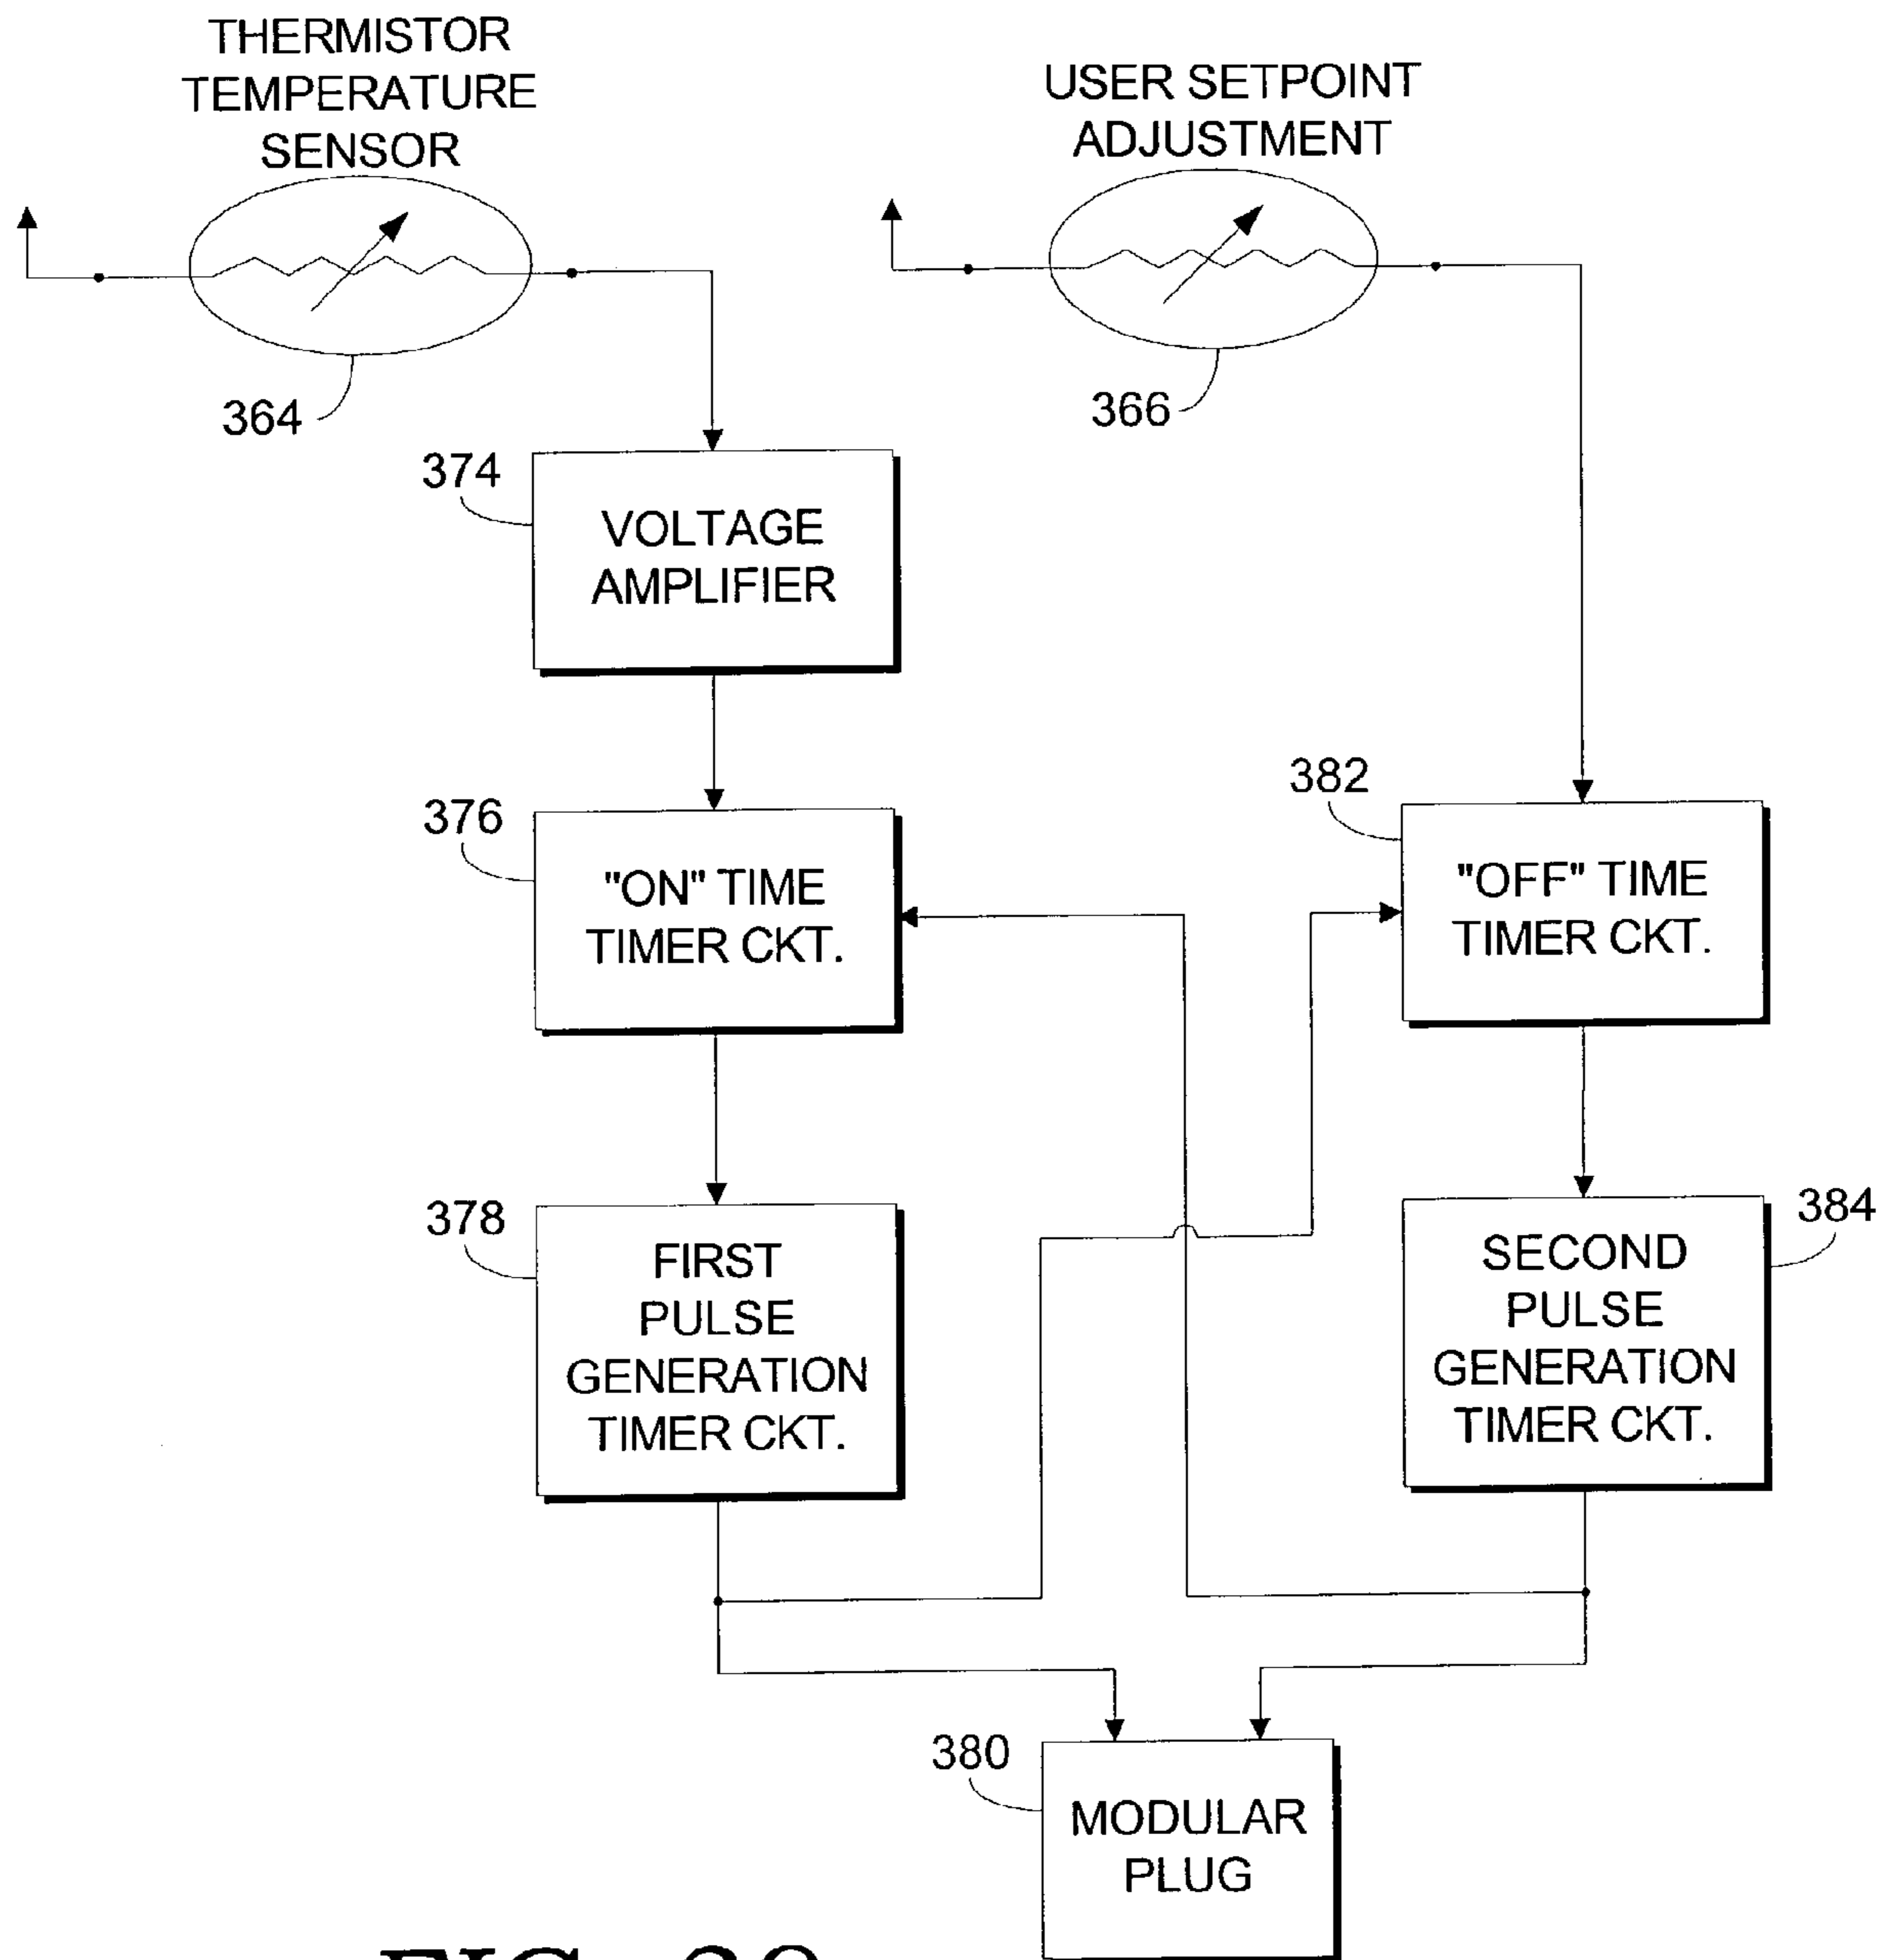 THERMISTOR
TEMPERATURE
SENSOR
USER SETPOINT
ADJUSTMENT
364
366
374
VOLTAGE
AMPLIFIER
376
"ON" TIME
TIMER CKT.
382
"OFF" TIME
TIMER CKT.
378
FIRST
PULSE
GENERATION
TIMER CKT.
384
SECOND
PULSE
GENERATION
TIMER CKT.
380
MODULAR
PLUG